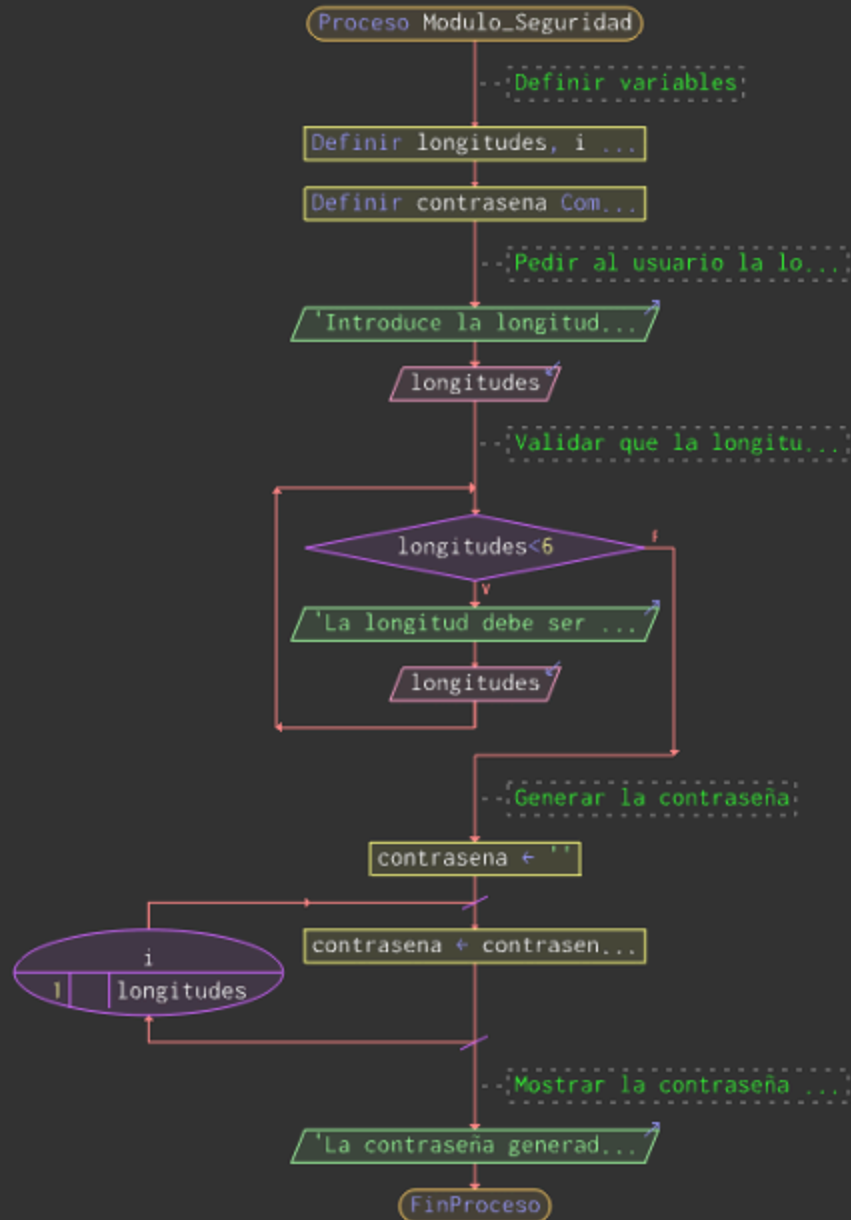 Proceso Modulo_Seguridad
Definir variables
Definir longitudes, i ...
Definir contrasena Com...
Pedir al usuario la lo...
'Introduce la longitud...
longitudes
Validar que la longitu...
longitudes<6
F
V
'La longitud debe ser ...
longitudes
Generar la contraseña
contrasena ← ''
contrasena ← contrasen...
i
1 longitudes
Mostrar la contraseña ...
'La contraseña generad...
FinProceso